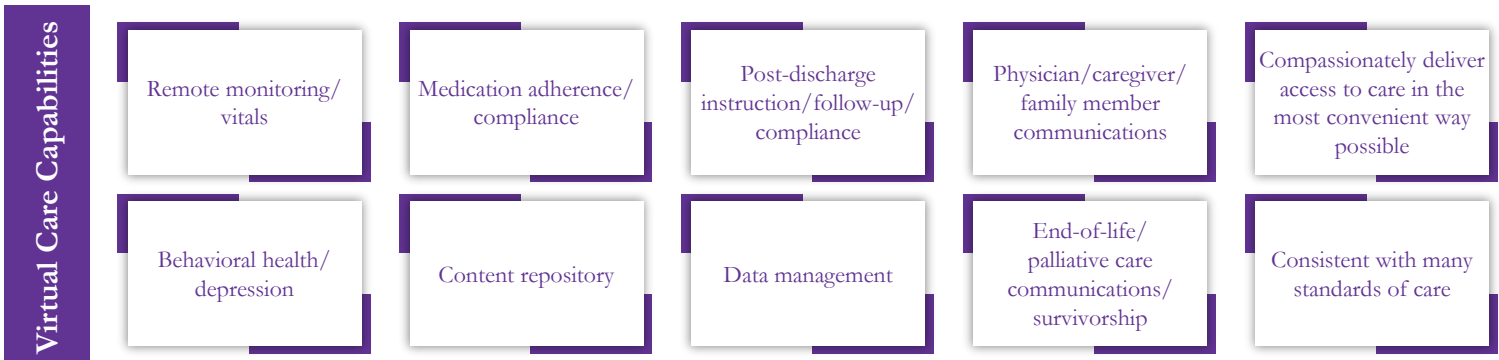 Virtual Care Capabilities
Remote monitoring/
vitals
Medication adherence/
compliance
Post-discharge
instruction/follow-up/
compliance
Physician/caregiver/
family member
communications
Compassionately deliver
access to care in the
most convenient way
possible
Behavioral health/
depression
Content repository
Data management
End-of-life/
palliative care
communications/
survivorship
Consistent with many
standards of care